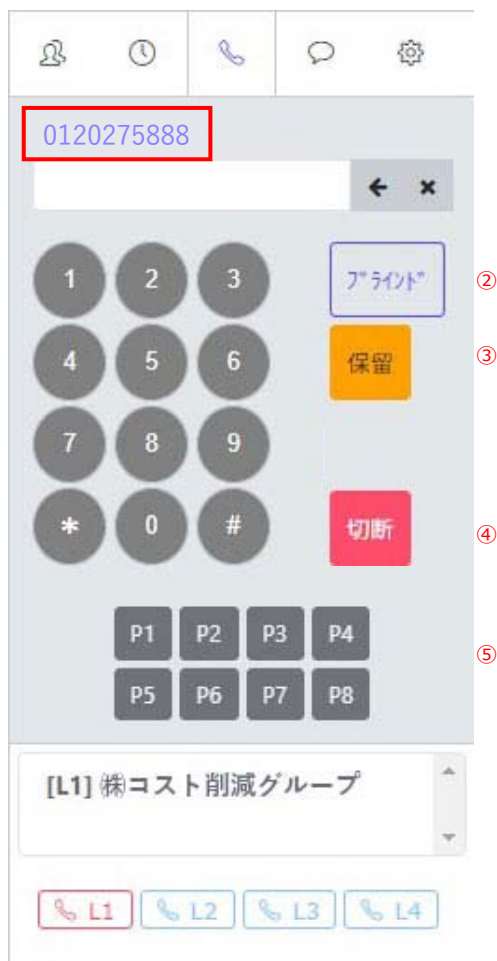 0120275888
1 2 3 ﾌﾞﾗｲﾝﾄﾞ ②
4 5 6 保留 ③
7 8 9
* 0 # 切断 ④
P1 P2 P3 P4
⑤
P5 P6 P7 P8
[L1] ㈱コスト削減グループ
L1 L2 L3 L4